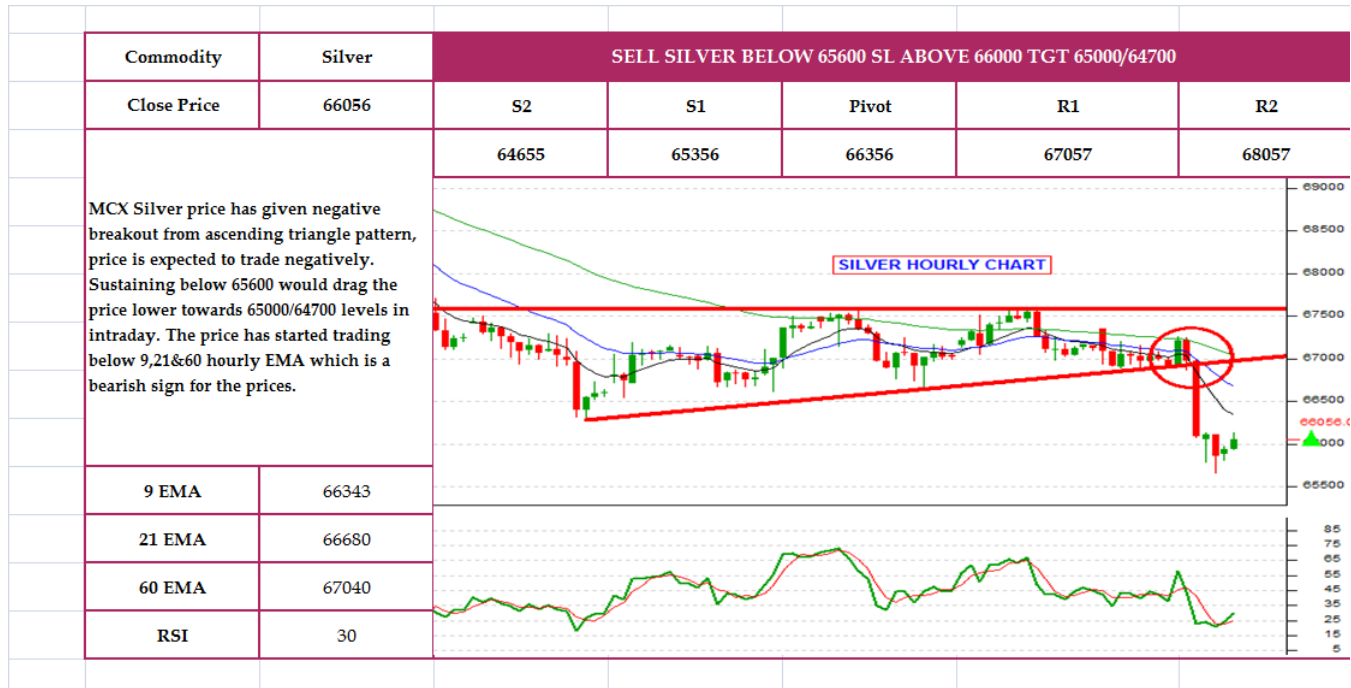 Commodity Silver SELL SILVER BELOW 65600 SL ABOVE 66000 TGT 65000/64700
Close Price 66056 S2 S1 Pivot R1 R2
64655 65356 66356 67057 68057
MCX Silver price has given negative
breakout from ascending triangle pattern,
price is expected to trade negatively.
Sustaining below 65600 would drag the
price lower towards 65000/64700 levels in
intraday. The price has started trading
below 9,21&60 hourly EMA which is a
bearish sign for the prices.
SILVER HOURLY CHART
69000
68500
68000
67500
67000
66500
66056.0
65500
9 EMA 66343
21 EMA 66680
60 EMA 67040
RSI 30
85
75
65
55
45
35
25
15
5